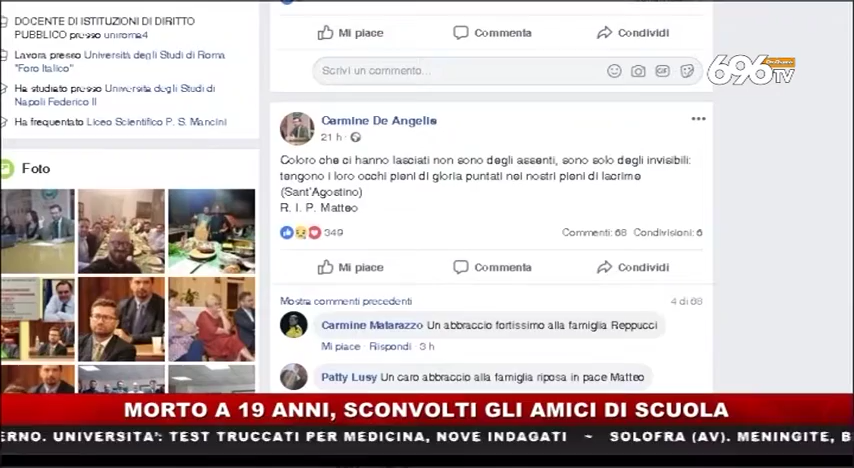 DOCENTE DI ISTITUZIONI DI DIRITTO
PUBBLICO presso uniroma4
Lavora presso Università degli Studi di Roma
"Foro Italico"
Ha studiato presso Università degli Studi di
Napoli Federico II
Ha frequentato Liceo Scientifico P. S. Mancini
Foto
Mi piace
Commenta
Condividi
Scrivi un commento...
GIF
696 TV
Carmine De Angelis
21 h ·
Coloro che ci hanno lasciati non sono degli assenti, sono solo degli invisibili:
tengono i loro occhi pieni di gloria puntati nei nostri pieni di lacrime
(Sant'Agostino)
R. I. P. Matteo
349
Commenti: 68 Condivisioni: 6
Mi piace
Commenta
Condividi
Mostra commenti precedenti
4 di 68
Carmine Matarazzo Un abbraccio fortissimo alla famiglia Reppucci
Mi piace · Rispondi · 3 h
Patty Lusy Un caro abbraccio alla famiglia riposa in pace Matteo
MORTO A 19 ANNI, SCONVOLTI GLI AMICI DI SCUOLA
ERNO. UNIVERSITA': TEST TRUCCATI PER MEDICINA, NOVE INDAGATI ~ SOLOFRA (AV). MENINGITE, B